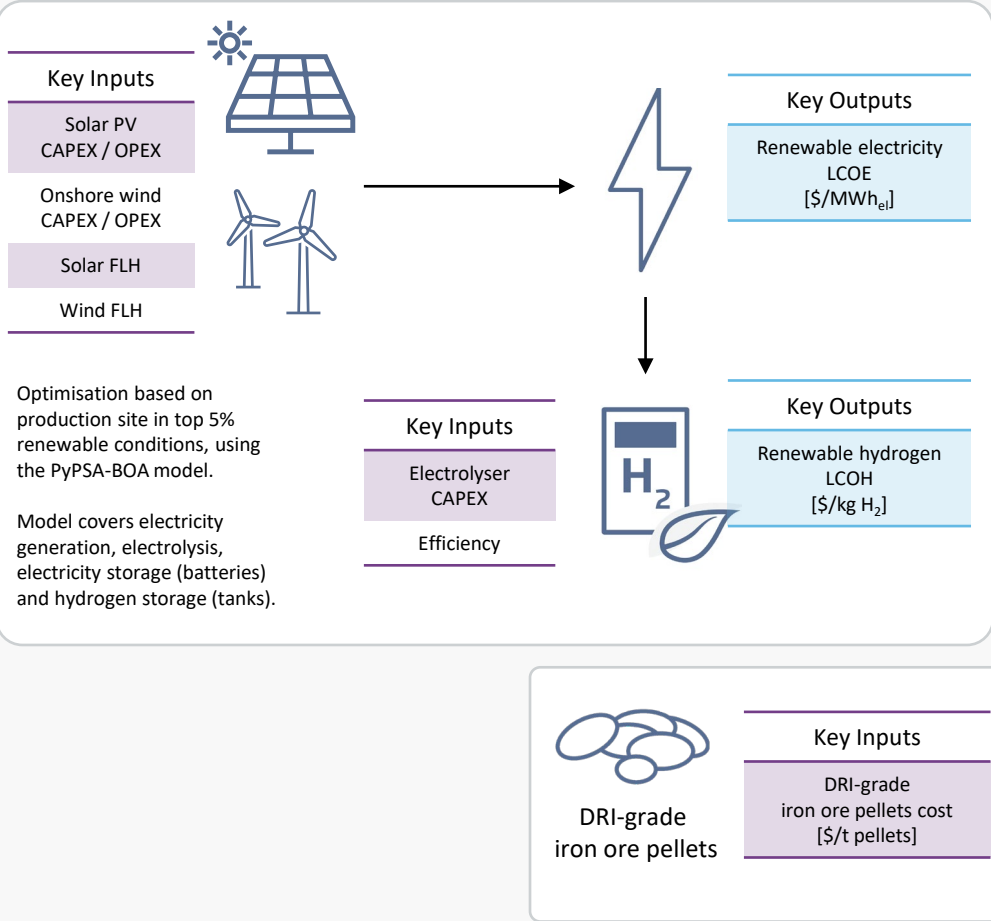 Key Inputs
Solar PV
CAPEX / OPEX
Onshore wind
CAPEX / OPEX
Solar FLH
Wind FLH
Key Outputs
Renewable electricity
LCOE
[$/MWhₑₗ]
Optimisation based on
production site in top 5%
renewable conditions, using
the PyPSA-BOA model.
Model covers electricity
generation, electrolysis,
electricity storage (batteries)
and hydrogen storage (tanks).
Key Inputs
Electrolyser
CAPEX
Efficiency
H₂
Key Outputs
Renewable hydrogen
LCOH
[$/kg H₂]
DRI-grade
iron ore pellets
Key Inputs
DRI-grade
iron ore pellets cost
[$/t pellets]